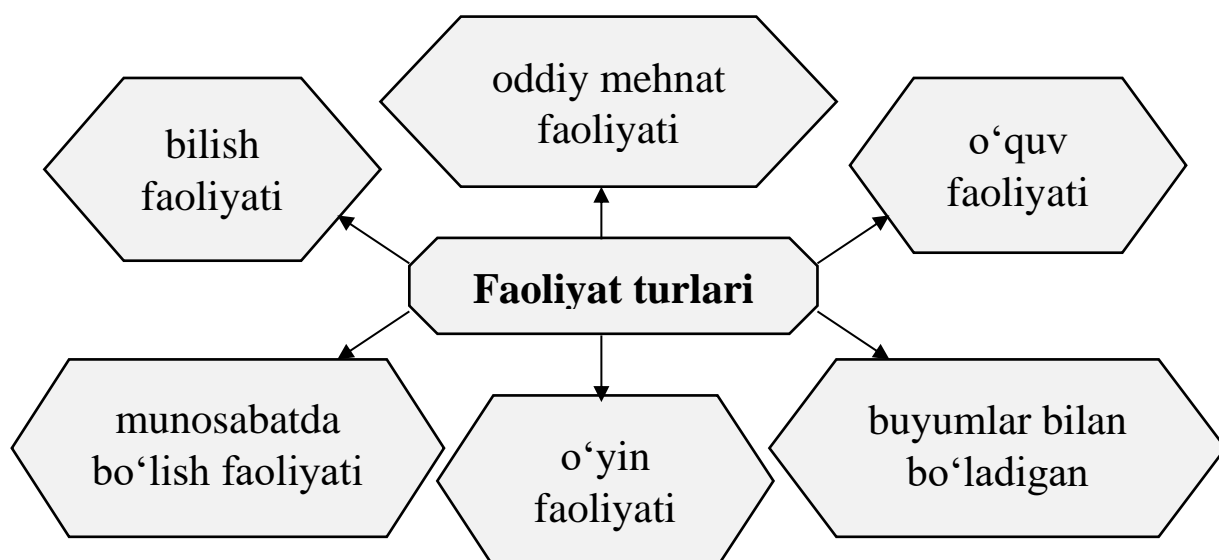 oddiy mehnat
faoliyati
bilish
faoliyati
o‘quv
faoliyati
Faoliyat turlari
munosabatda
bo‘lish faoliyati
o‘yin
faoliyati
buyumlar bilan
bo‘ladigan